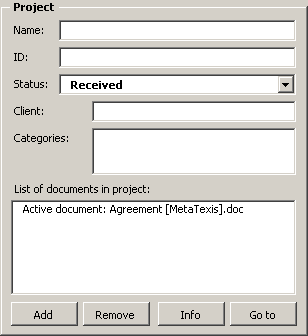 Project
Name:
ID:
Status: Received
Client:
Categories:
List of documents in project:
Active document: Agreement [MetaTexis].doc
Add Remove Info Go to